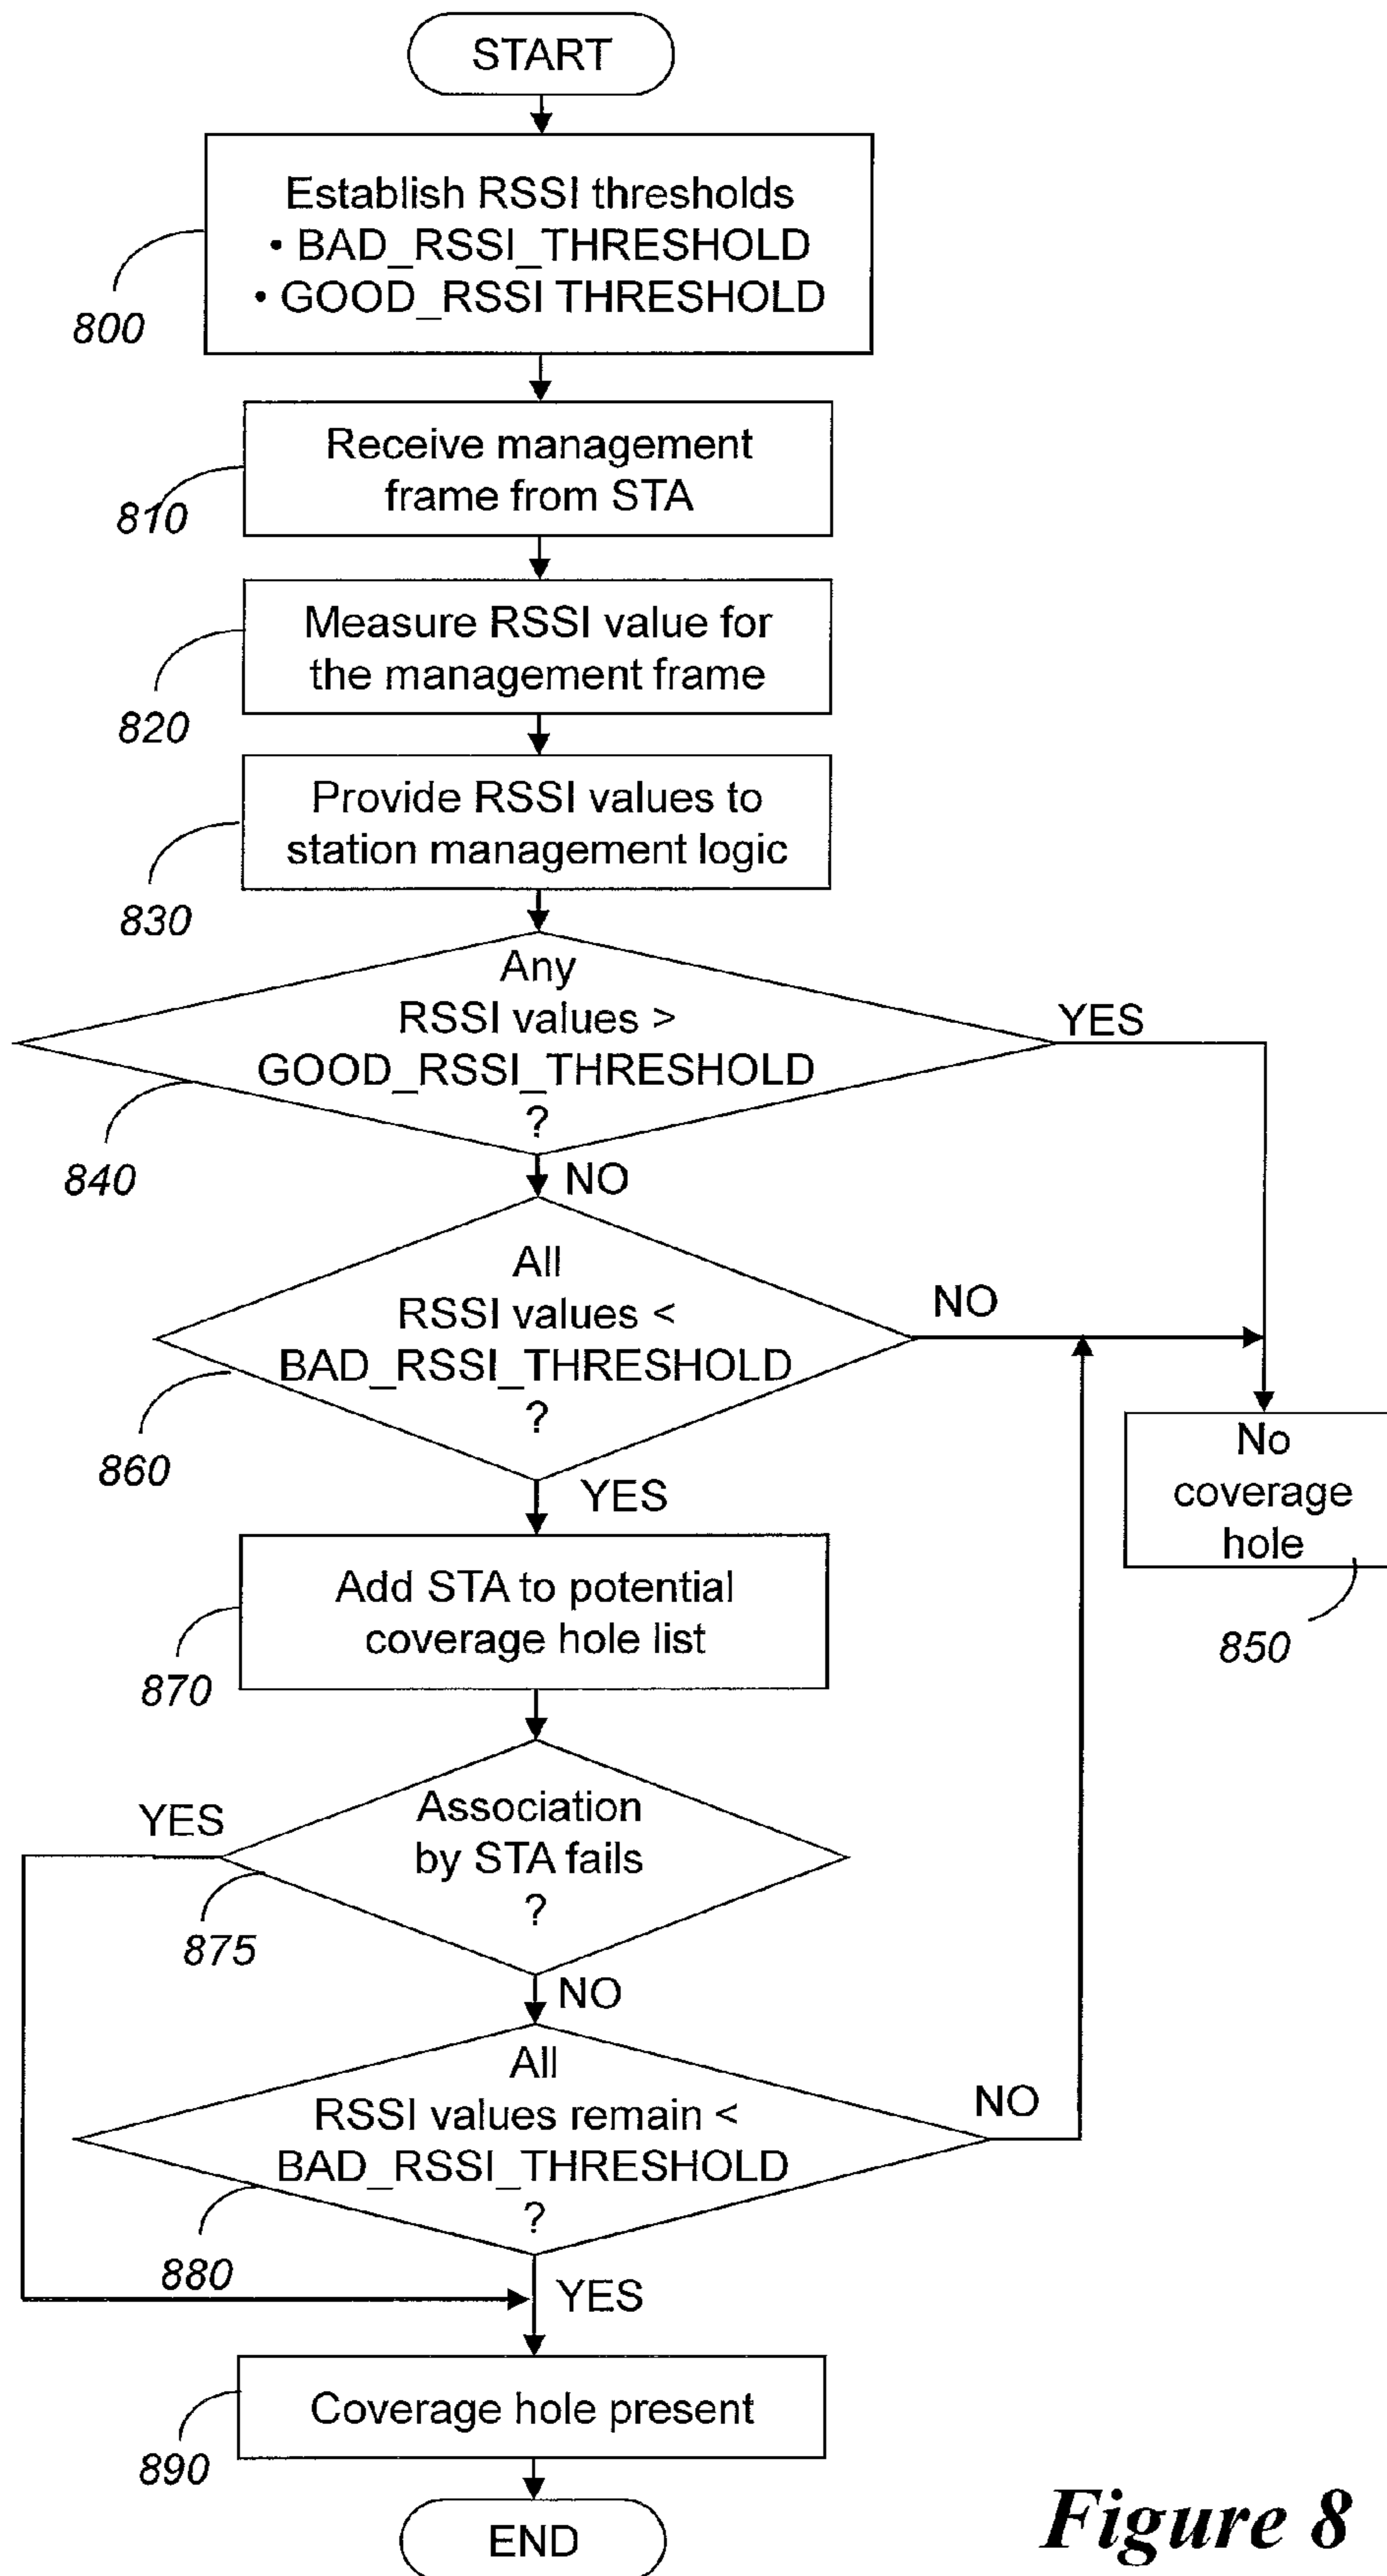 START
Establish RSSI thresholds
• BAD_RSSI_THRESHOLD
• GOOD_RSSI THRESHOLD
800
Receive management
frame from STA
810
Measure RSSI value for
the management frame
820
Provide RSSI values to
station management logic
830
Any
RSSI values >
GOOD_RSSI_THRESHOLD
?
YES
840
NO
All
RSSI values <
BAD_RSSI_THRESHOLD
?
NO
860
YES
No
coverage
hole
850
Add STA to potential
coverage hole list
870
Association
by STA fails
?
YES
875
NO
All
RSSI values remain <
BAD_RSSI_THRESHOLD
?
NO
880
YES
Coverage hole present
890
END
Figure 8